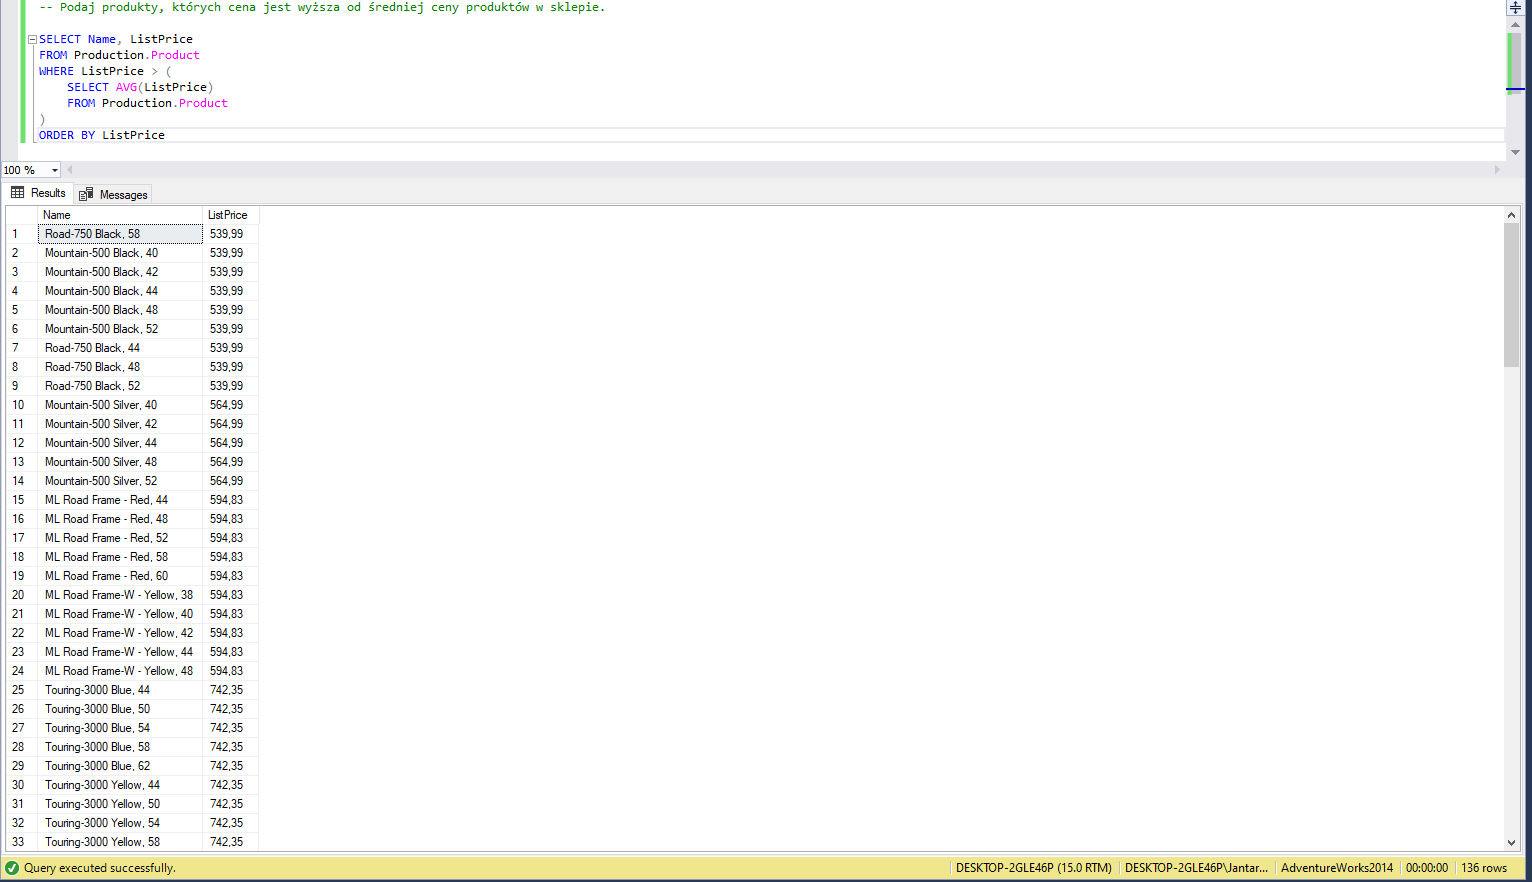 -- Podaj produkty, których cena jest wyższa od średniej ceny produktów w sklepie.
SELECT Name, ListPrice
FROM Production.Product
WHERE ListPrice > (
SELECT AVG(ListPrice)
FROM Production.Product
)
ORDER BY ListPrice
100 %
Results Messages
Name ListPrice
1 Road-750 Black, 58 539,99
2 Mountain-500 Black, 40 539,99
3 Mountain-500 Black, 42 539,99
4 Mountain-500 Black, 44 539,99
5 Mountain-500 Black, 48 539,99
6 Mountain-500 Black, 52 539,99
7 Road-750 Black, 44 539,99
8 Road-750 Black, 48 539,99
9 Road-750 Black, 52 539,99
10 Mountain-500 Silver, 40 564,99
11 Mountain-500 Silver, 42 564,99
12 Mountain-500 Silver, 44 564,99
13 Mountain-500 Silver, 48 564,99
14 Mountain-500 Silver, 52 564,99
15 ML Road Frame - Red, 44 594,83
16 ML Road Frame - Red, 48 594,83
17 ML Road Frame - Red, 52 594,83
18 ML Road Frame - Red, 58 594,83
19 ML Road Frame - Red, 60 594,83
20 ML Road Frame-W - Yellow, 38 594,83
21 ML Road Frame-W - Yellow, 40 594,83
22 ML Road Frame-W - Yellow, 42 594,83
23 ML Road Frame-W - Yellow, 44 594,83
24 ML Road Frame-W - Yellow, 48 594,83
25 Touring-3000 Blue, 44 742,35
26 Touring-3000 Blue, 50 742,35
27 Touring-3000 Blue, 54 742,35
28 Touring-3000 Blue, 58 742,35
29 Touring-3000 Blue, 62 742,35
30 Touring-3000 Yellow, 44 742,35
31 Touring-3000 Yellow, 50 742,35
32 Touring-3000 Yellow, 54 742,35
33 Touring-3000 Yellow, 58 742,35
Query executed successfully. DESKTOP-2GLE46P (15.0 RTM) DESKTOP-2GLE46P\Jantar... AdventureWorks2014 00:00:00 136 rows